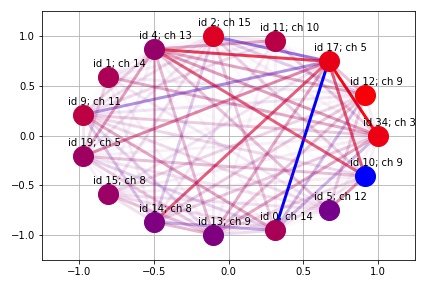 id 2; ch 15
id 11; ch 10
id 4; ch 13
id 17; ch 5
id 1; ch 14
id 12; ch 9
id 9; ch 11
id 34; ch 3
id 19; ch 5
id 10; ch 9
id 15; ch 8
id 5; ch 12
id 14; ch 8
id 13; ch 9
id 0; ch 14
1.0
0.5
0.0
−0.5
−1.0
−1.0
−0.5
0.0
0.5
1.0